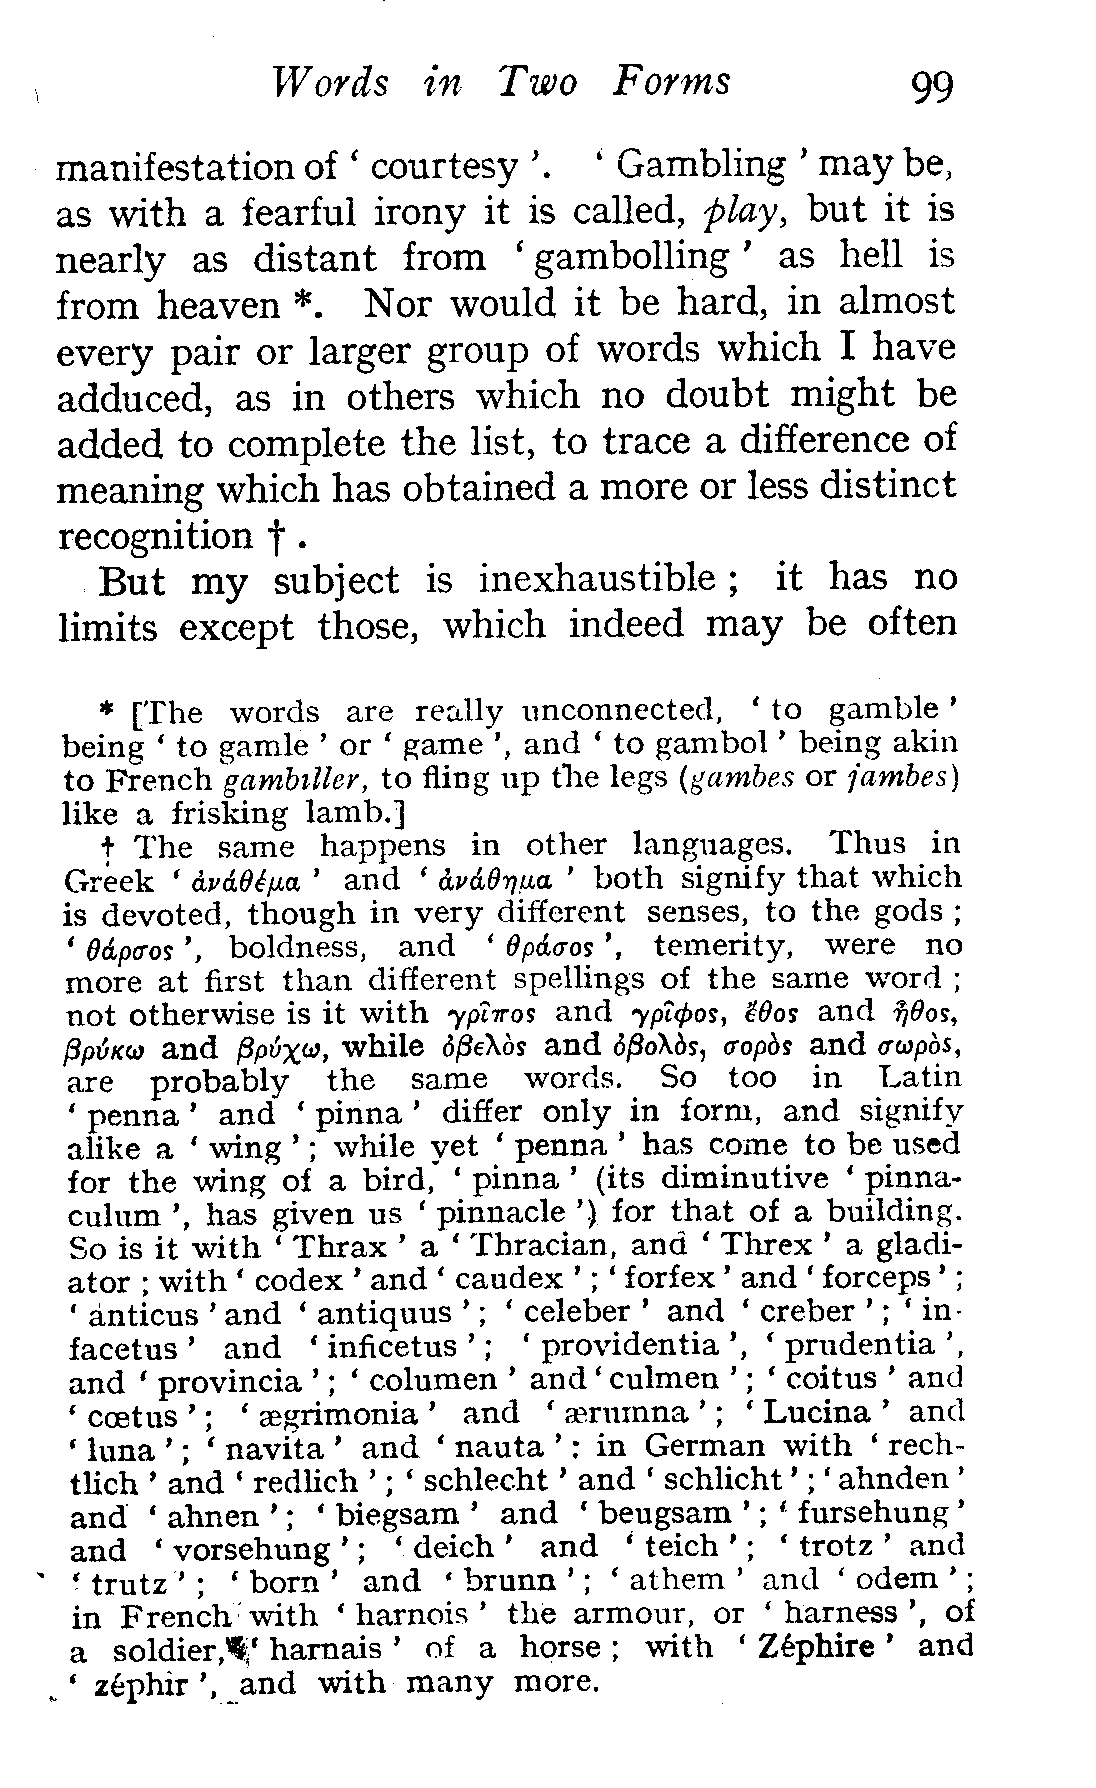 Words in Two Forms 99
manifestation of ‘ courtesy ’. ‘ Gambling ’ may be,
as with a fearful irony it is called, play, but it is
nearly as distant from ‘ gambolling ’ as hell is
from heaven *. Nor would it be hard, in almost
every pair or larger group of words which I have
adduced, as in others which no doubt might be
added to complete the list, to trace a difference of
meaning which has obtained a more or less distinct
recognition † .
But my subject is inexhaustible ; it has no
limits except those, which indeed may be often
* [The words are really unconnected, ‘ to gamble ’
being ‘ to gamle ’ or ‘ game ’, and ‘ to gambol ’ being akin
to French gambiller, to fling up the legs (gambes or jambes)
like a frisking lamb.]
† The same happens in other languages. Thus in
Greek ‘ ἀνάθέμα ’ and ‘ ἀνάθημα ’ both signify that which
is devoted, though in very different senses, to the gods ;
‘ θάρσος ’, boldness, and ‘ θράσος ’, temerity, were no
more at first than different spellings of the same word ;
not otherwise is it with γρῖπος and γρῖφος, ἔθος and ἦθος,
βρύκω and βρύχω, while ὀβελὸς and ὀβολὸς, σορὸς and σωρὸς,
are probably the same words. So too in Latin
‘ penna ’ and ‘ pinna ’ differ only in form, and signify
alike a ‘ wing ’ ; while yet ‘ penna ’ has come to be used
for the wing of a bird, ‘ pinna ’ (its diminutive ‘ pinna-
culum ’, has given us ‘ pinnacle ’) for that of a building.
So is it with ‘ Thrax ’ a ‘ Thracian, and ‘ Threx ’ a gladi-
ator ; with ‘ codex ’ and ‘ caudex ’ ; ‘ forfex ’ and ‘ forceps ’ ;
‘ anticus ’ and ‘ antiquus ’ ; ‘ celeber ’ and ‘ creber ’ ; ‘ in-
facetus ’ and ‘ inficetus ’ ; ‘ providentia ’, ‘ prudentia ’,
and ‘ provincia ’ ; ‘ columen ’ and ‘ culmen ’ ; ‘ coitus ’ and
‘ cœtus ’ ; ‘ ægrimonia ’ and ‘ ærumna ’ ; ‘ Lucina ’ and
‘ luna ’ ; ‘ navita ’ and ‘ nauta ’ : in German with ‘ rech-
tlich ’ and ‘ redlich ’ ; ‘ schlecht ’ and ‘ schlicht ’ ; ‘ ahnden ’
and ‘ ahnen ’ ; ‘ biegsam ’ and ‘ beugsam ’ ; ‘ fursehung ’
and ‘ vorsehung ’ ; ‘ deich ’ and ‘ teich ’ ; ‘ trotz ’ and
‘ trutz ’ ; ‘ born ’ and ‘ brunn ’ ; ‘ athem ’ and ‘ odem ’ ;
in French with ‘ harnois ’ the armour, or ‘ harness ’, of
a soldier, ‘ harnais ’ of a horse ; with ‘ Zéphire ’ and
‘ zéphir ’, and with many more.